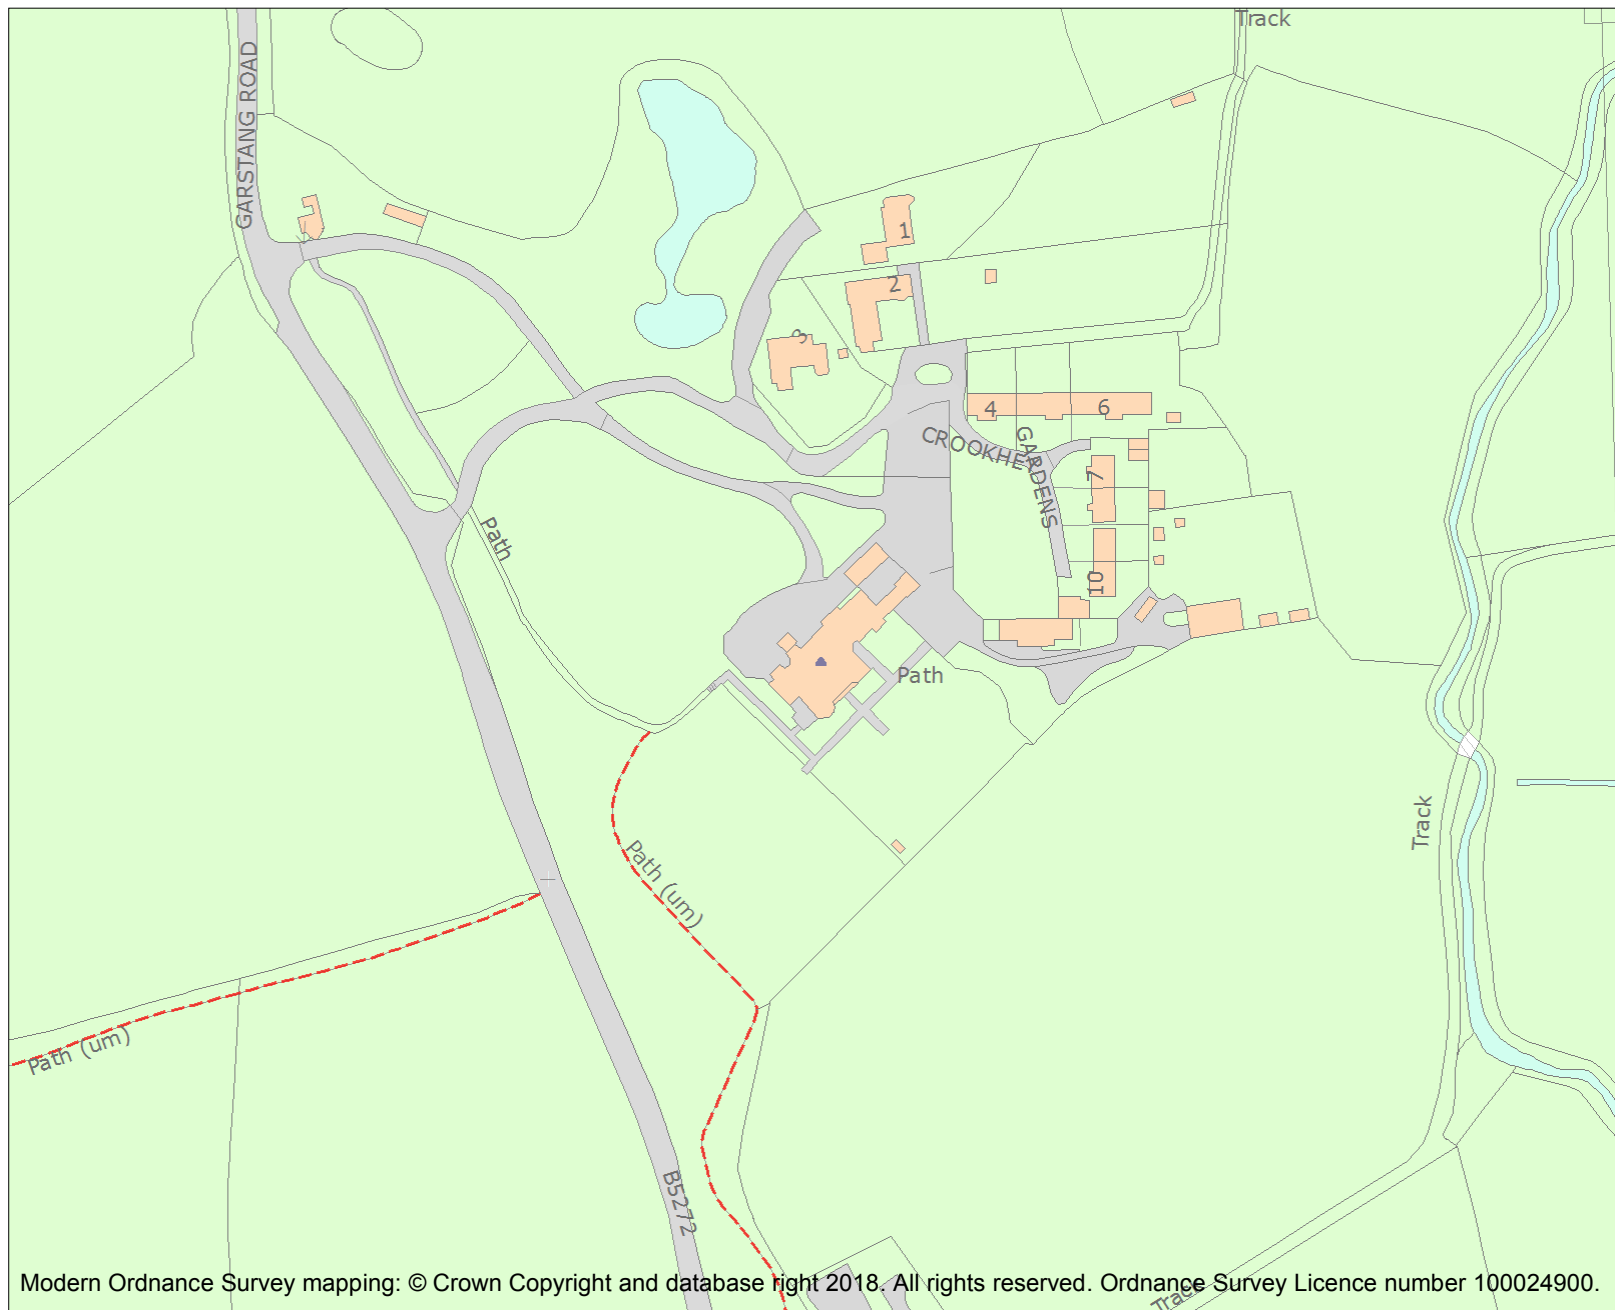 Track
GARSTANG ROAD
1
2
3
4
6
CROOKHEY
GARDENS
7
Path
10
Path
Track
Path (um)
Path (um)
B5272
Track
Modern Ordnance Survey mapping: © Crown Copyright and database right 2018. All rights reserved. Ordnance Survey Licence number 100024900.